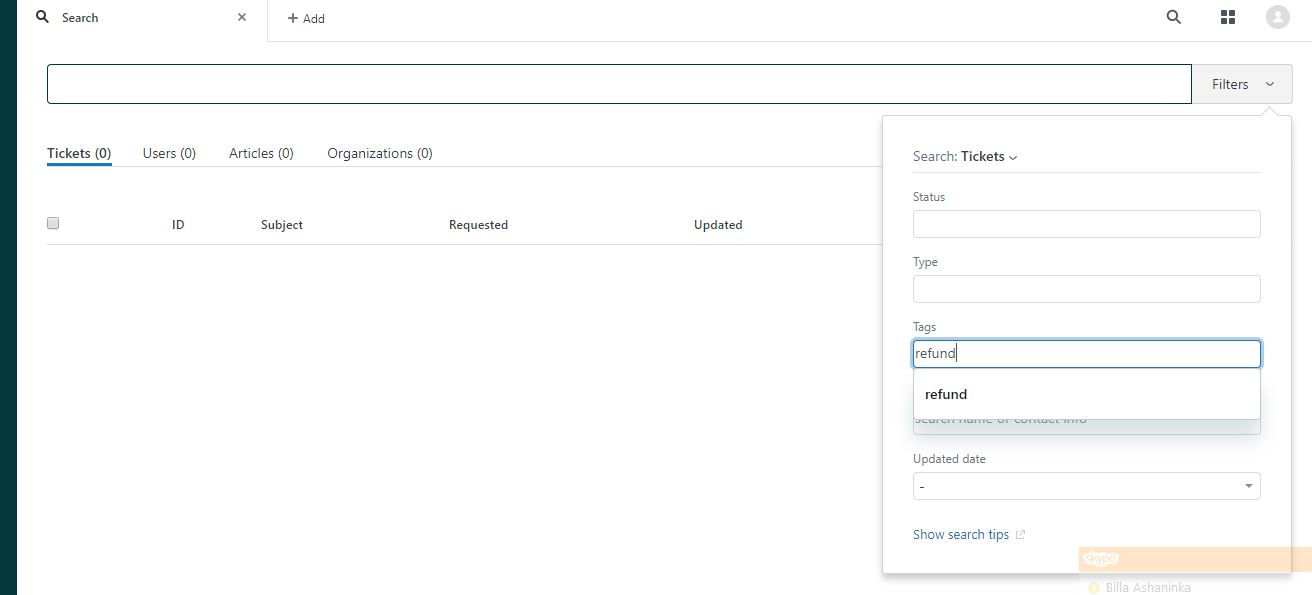 Search
Add
Filters
Tickets (0) Users (0) Articles (0) Organizations (0)
ID Subject Requested Updated
Search: Tickets
Status
Type
Tags
refund
refund
search name or contact info
Updated date
-
Show search tips
skype
Billa Ashaninka